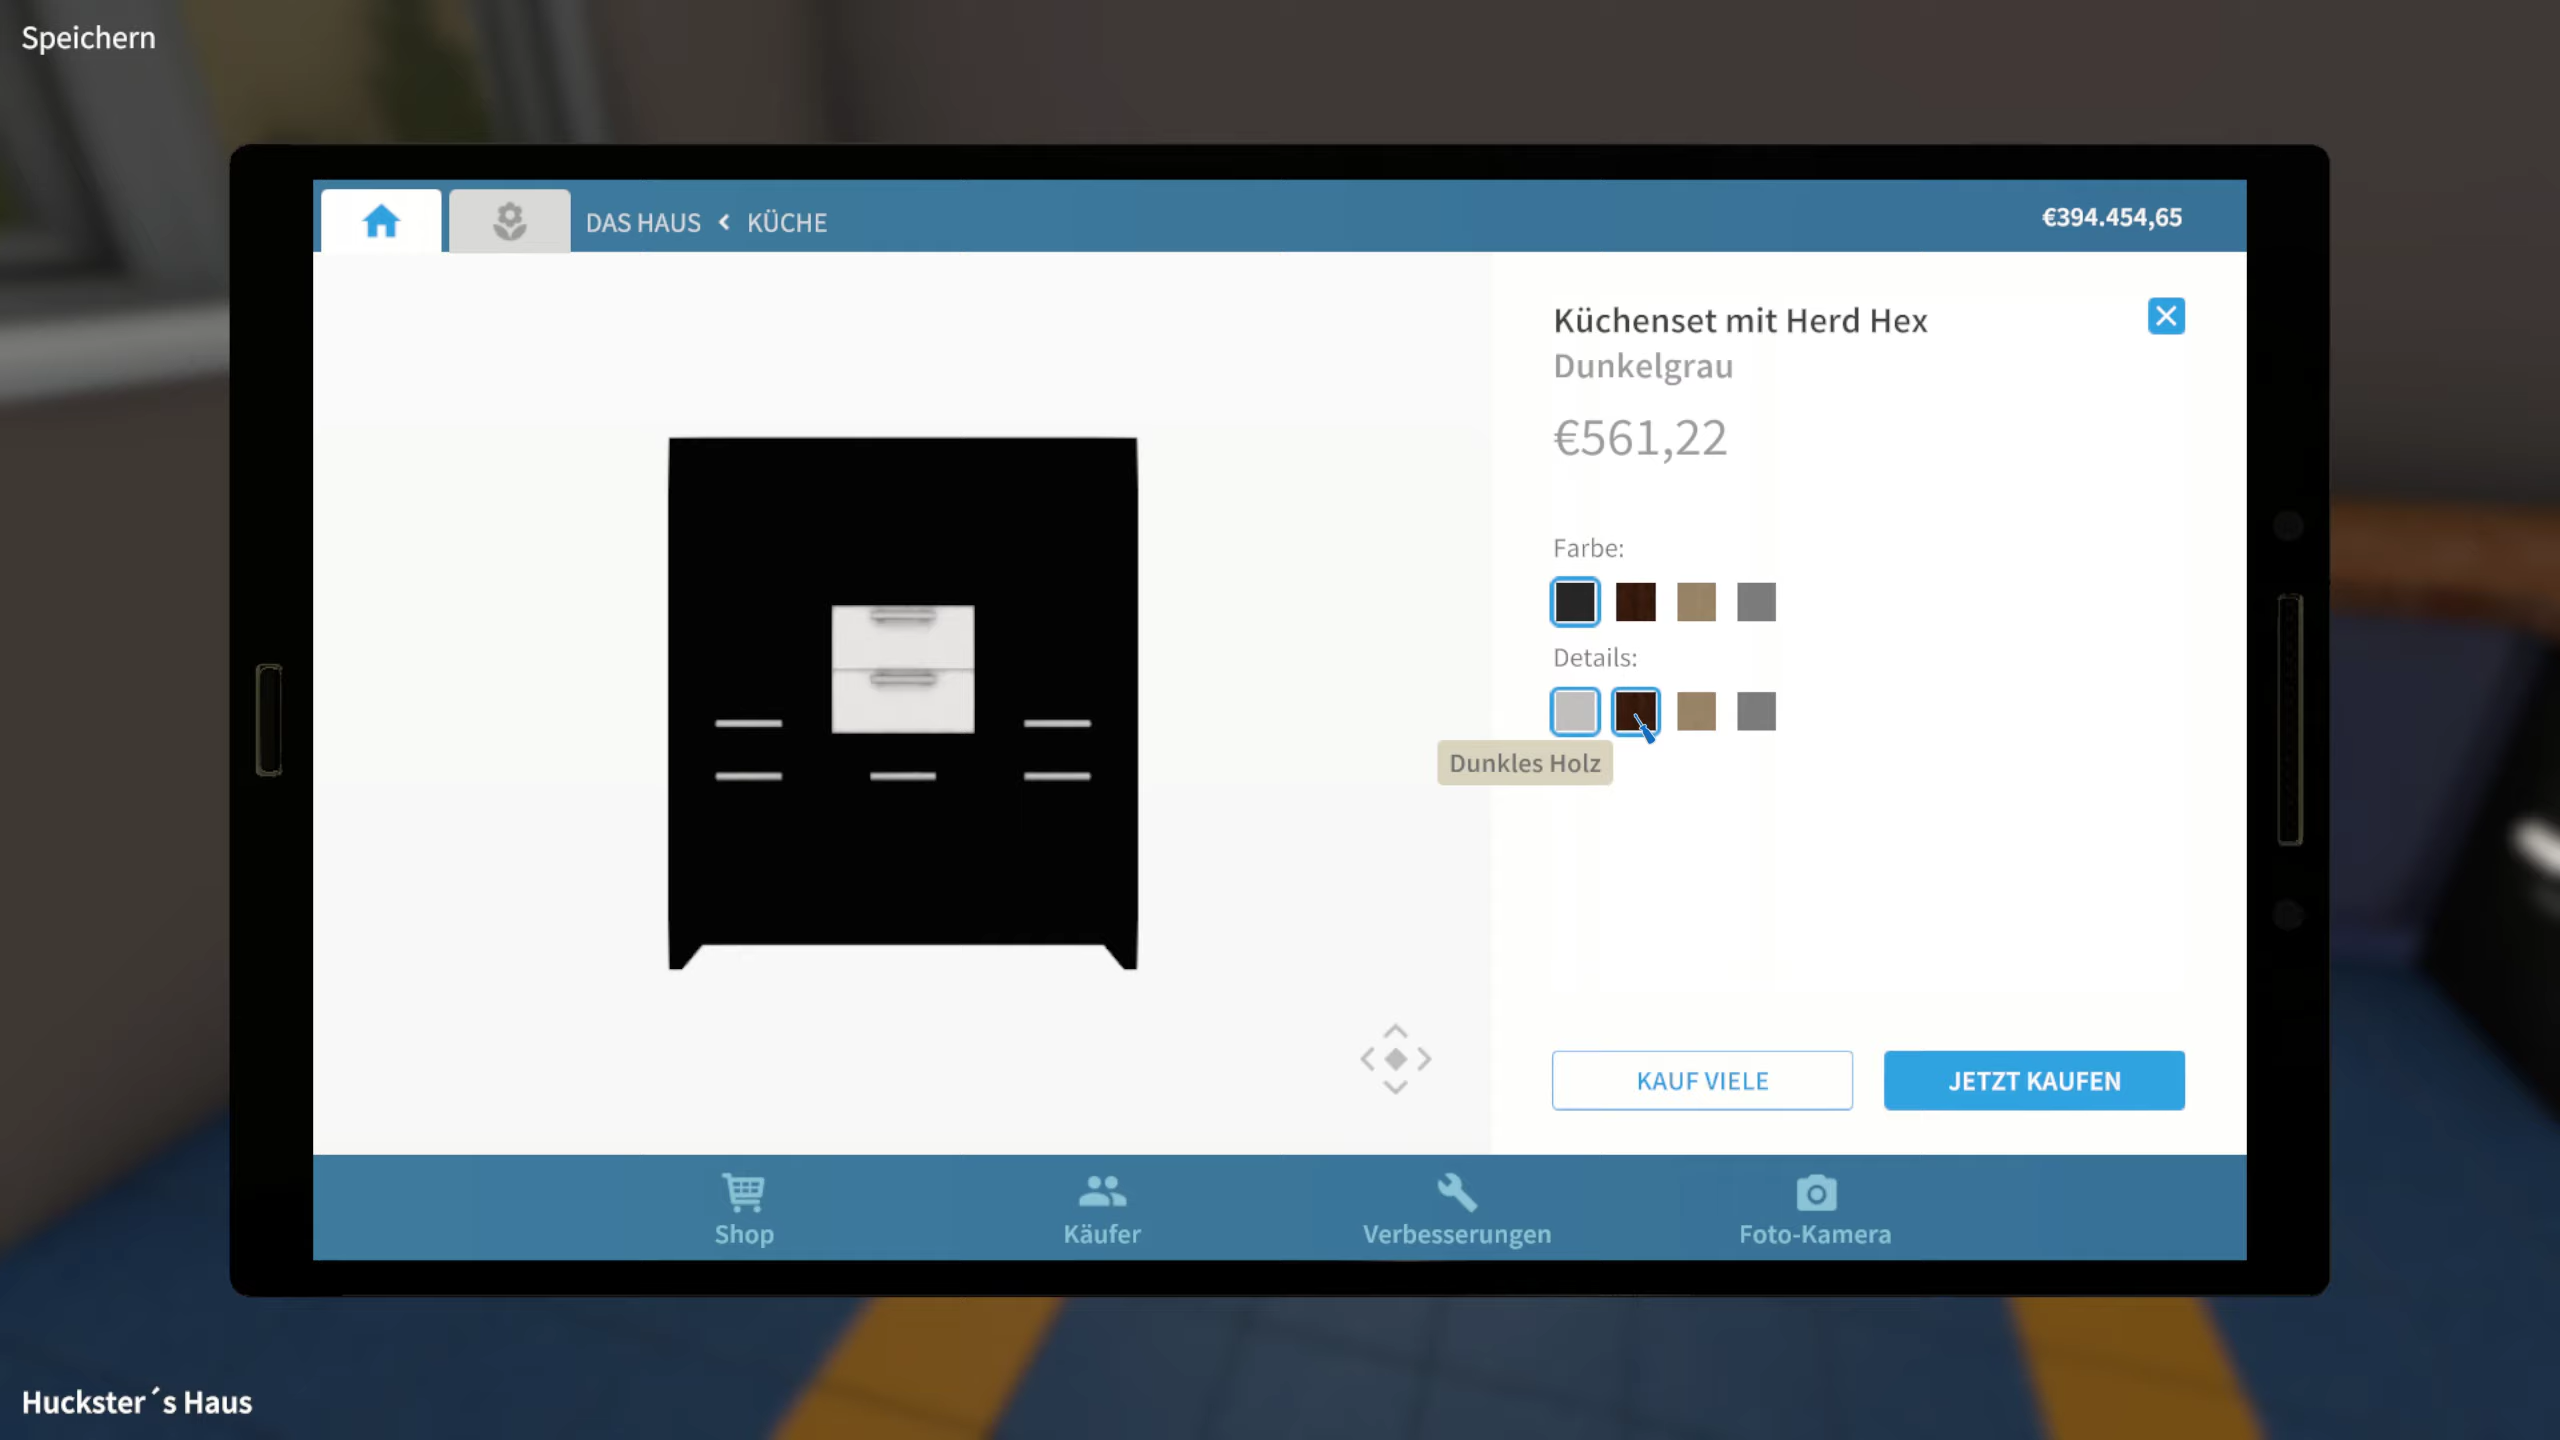 Speichern
DAS HAUS < KÜCHE
€394.454,65
Küchenset mit Herd Hex
Dunkelgrau
€561,22
Farbe:
Details:
Dunkles Holz
KAUF VIELE
JETZT KAUFEN
Shop
Käufer
Verbesserungen
Foto-Kamera
Huckster´s Haus